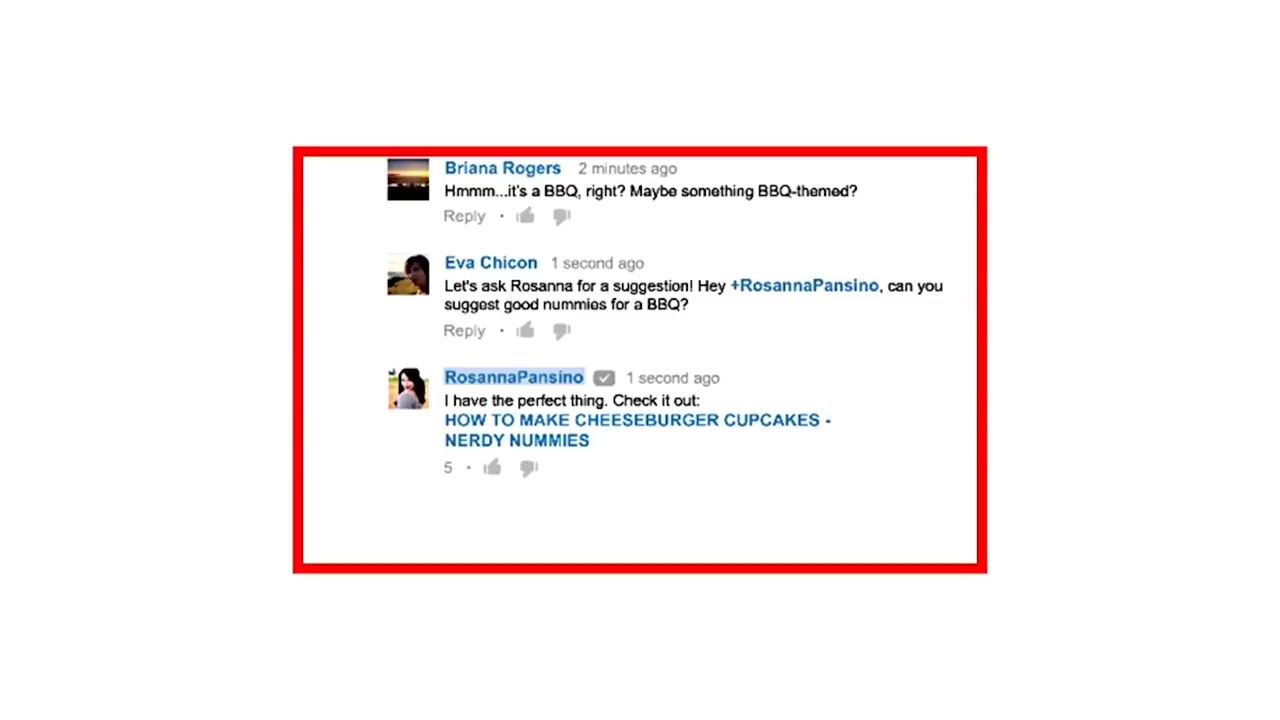 Briana Rogers 2 minutes ago
Hmmm...it's a BBQ, right? Maybe something BBQ-themed?
Reply ·
Eva Chicon 1 second ago
Let's ask Rosanna for a suggestion! Hey +RosannaPansino, can you
suggest good nummies for a BBQ?
Reply ·
RosannaPansino 1 second ago
I have the perfect thing. Check it out:
HOW TO MAKE CHEESEBURGER CUPCAKES -
NERDY NUMMIES
5 ·